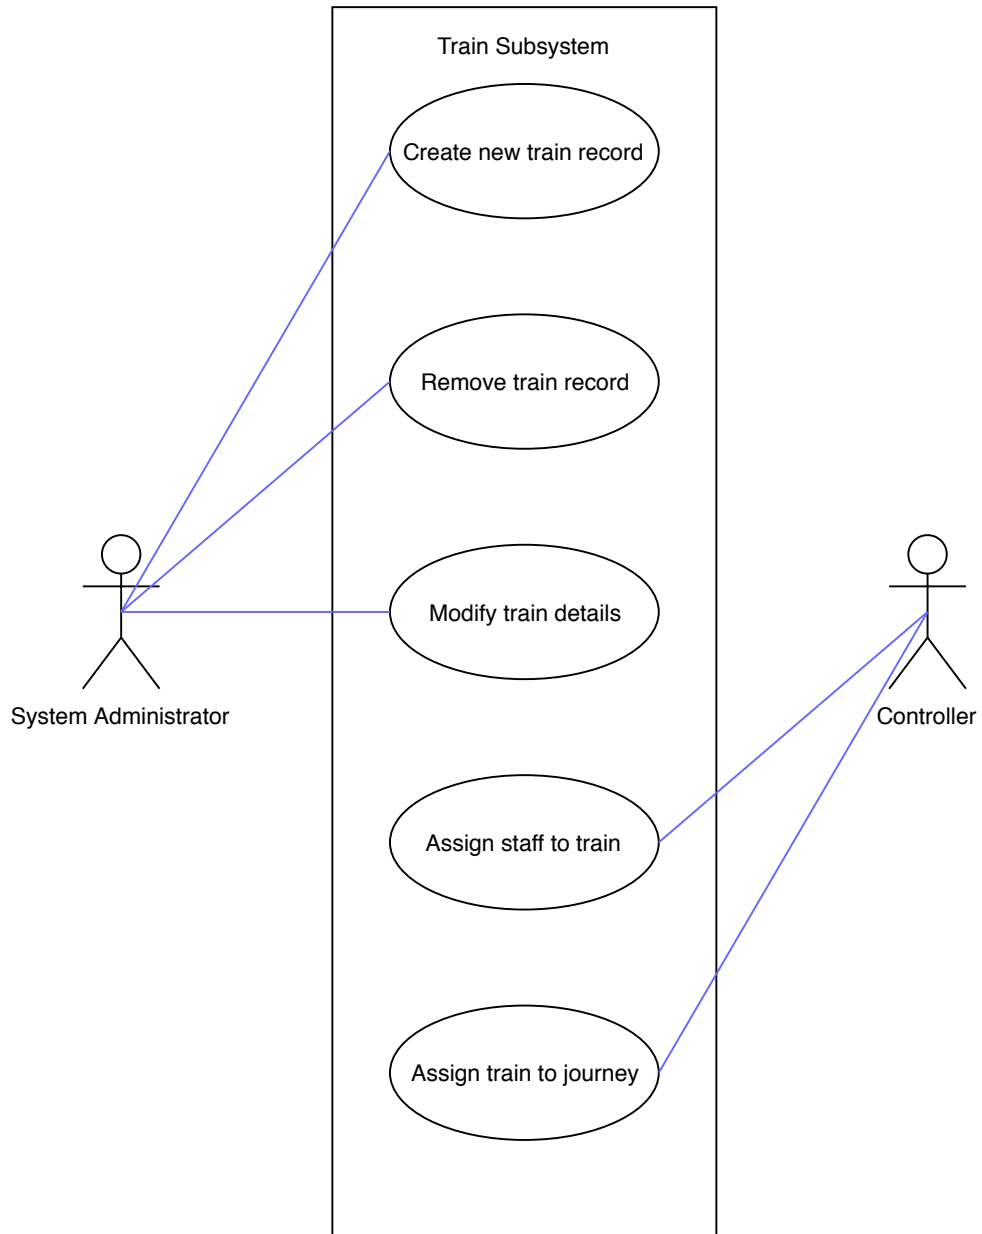 Train Subsystem
Create new train record
Remove train record
Modify train details
System Administrator
Controller
Assign staff to train
Assign train to journey